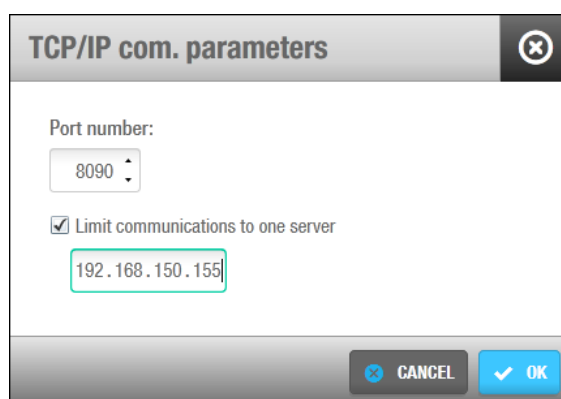 TCP/IP com. parameters
Port number:
8090
Limit communications to one server
192.168.150.155
CANCEL
OK